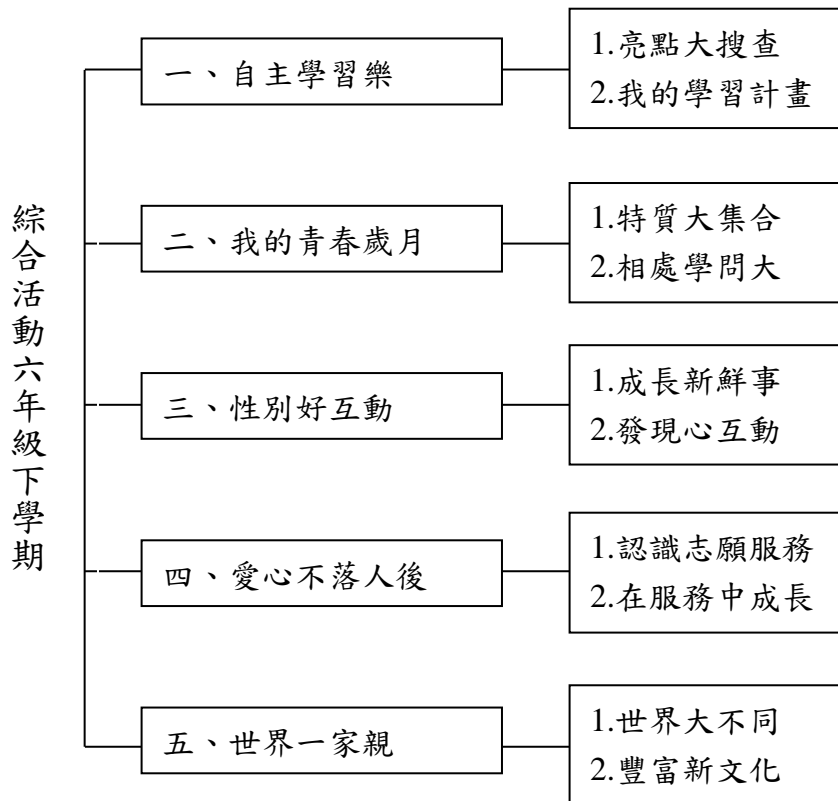 綜合活動六年級下學期
一、自主學習樂
1.亮點大搜查
2.我的學習計畫
二、我的青春歲月
1.特質大集合
2.相處學問大
三、性別好互動
1.成長新鮮事
2.發現心互動
四、愛心不落人後
1.認識志願服務
2.在服務中成長
五、世界一家親
1.世界大不同
2.豐富新文化